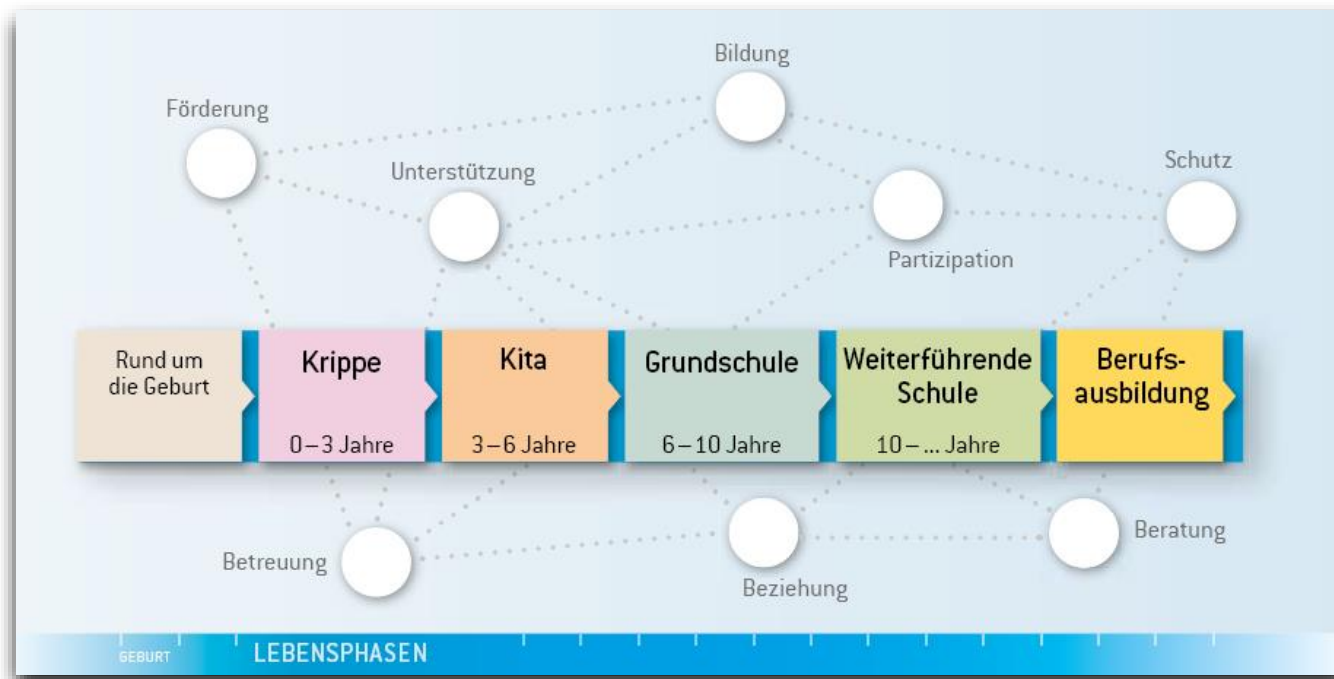 Bildung
Förderung
Unterstützung
Schutz
Partizipation
Rund um
die Geburt
Krippe
0–3 Jahre
Kita
3–6 Jahre
Grundschule
6–10 Jahre
Weiterführende
Schule
10– ... Jahre
Berufs-
ausbildung
Betreuung
Beziehung
Beratung
GEBURT
LEBENSPHASEN